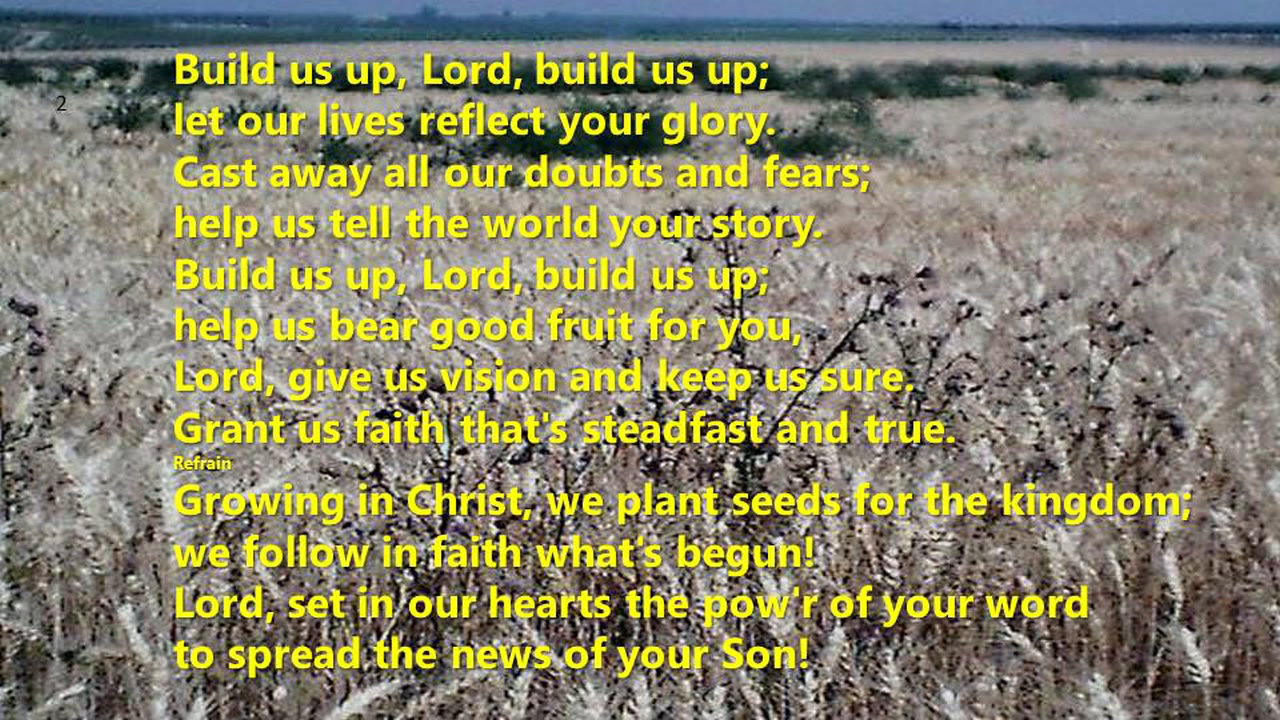 Build us up, Lord, build us up;
2
let our lives reflect your glory.
Cast away all our doubts and fears;
help us tell the world your story.
Build us up, Lord, build us up;
help us bear good fruit for you,
Lord, give us vision and keep us sure.
Grant us faith that's steadfast and true.
Refrain
Growing in Christ, we plant seeds for the kingdom;
we follow in faith what's begun!
Lord, set in our hearts the pow'r of your word
to spread the news of your Son!